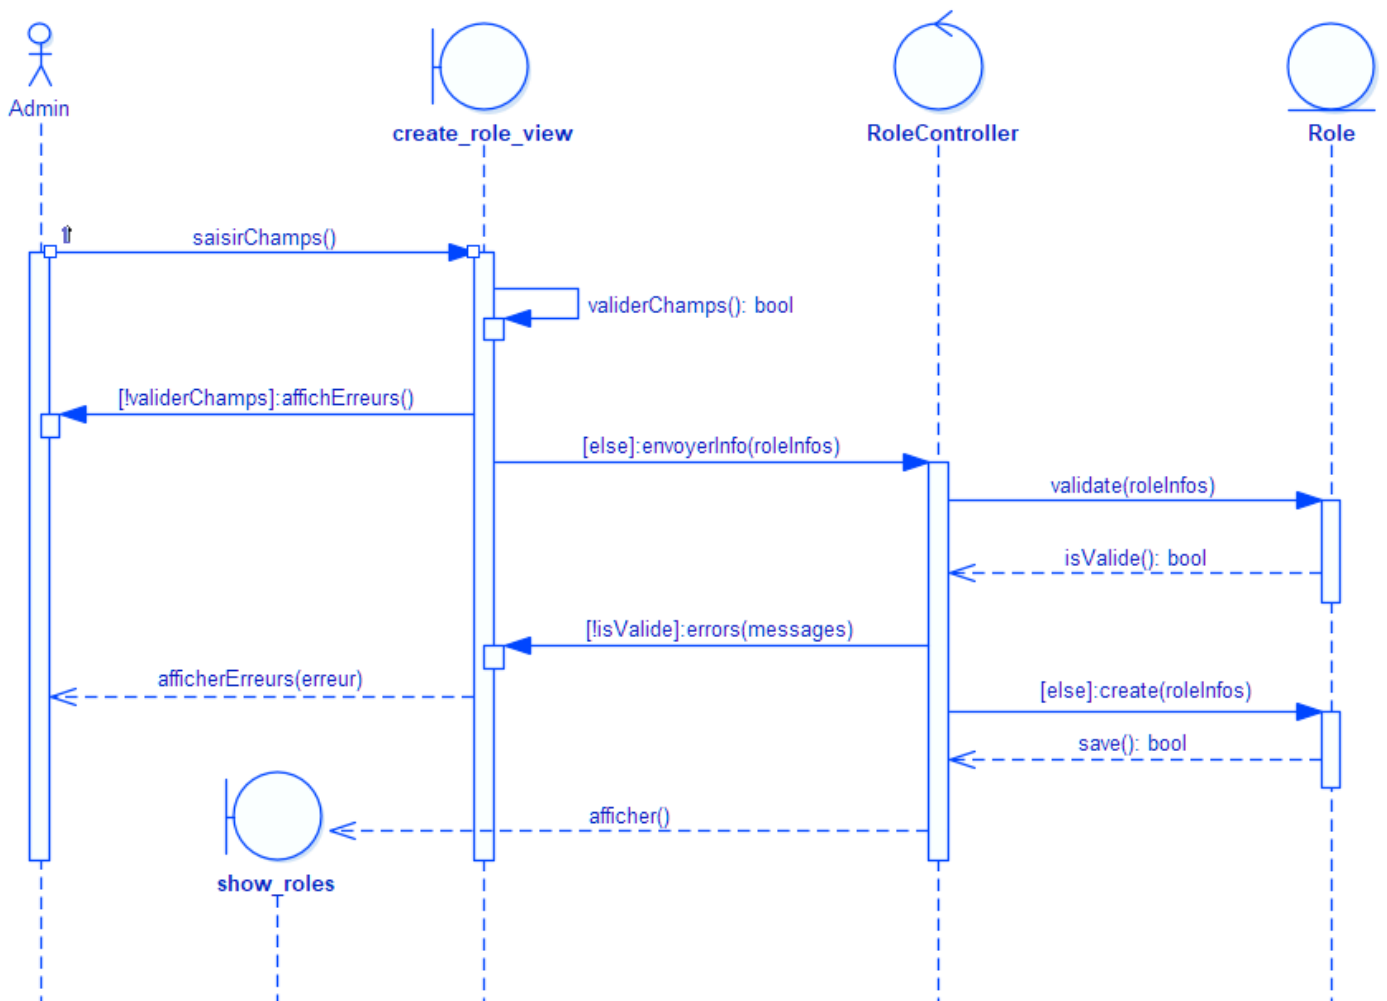 Admin
create_role_view
RoleController
Role
saisirChamps()
validerChamps(): bool
[!validerChamps]:affichErreurs()
[else]:envoyerInfo(roleInfos)
validate(roleInfos)
isValide(): bool
[!isValide]:errors(messages)
afficherErreurs(erreur)
[else]:create(roleInfos)
save(): bool
afficher()
show_roles